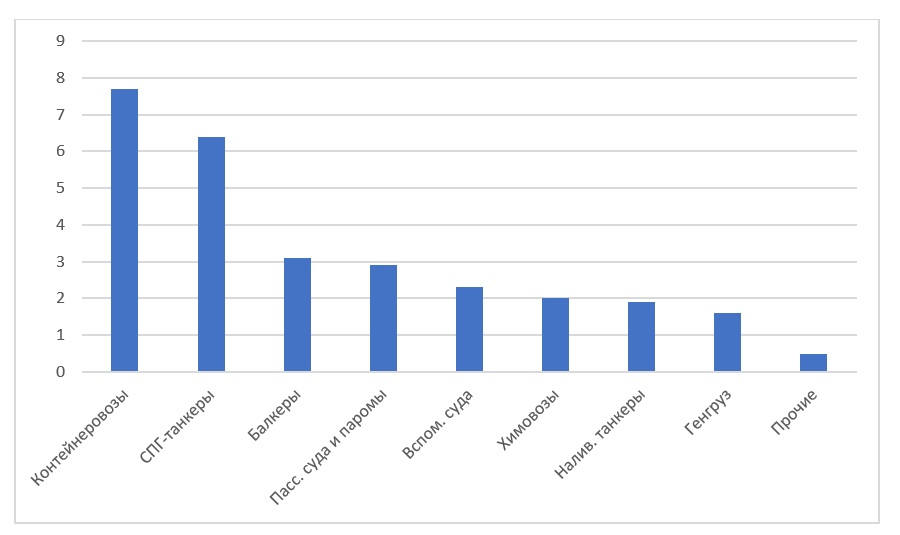 9
8
7
6
5
4
3
2
1
0
Контейнеровозы
СПГ-танкеры
Балкеры
Пасс. суда и паромы
Вспом. суда
Химовозы
Налив. танкеры
Генгруз
Прочие